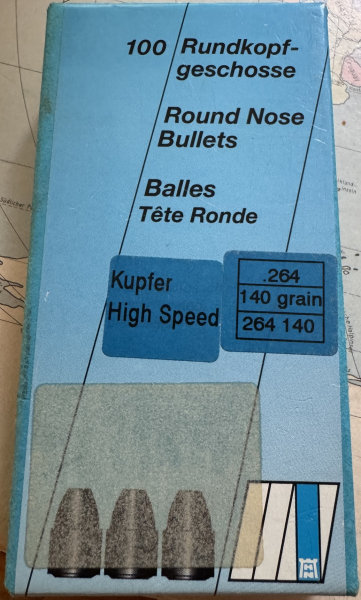 100 Rundkopf-
geschosse
Round Nose
Bullets
Balles
Tête Ronde
Kupfer
High Speed
.264
140 grain
264 140